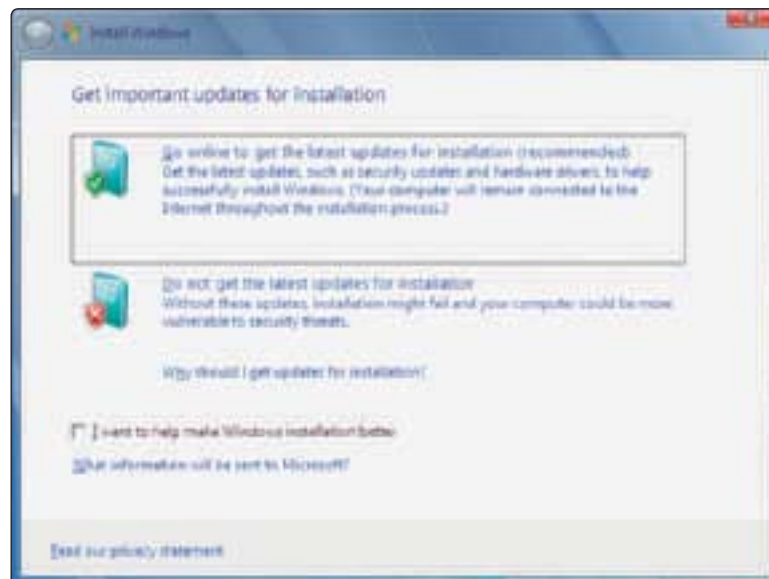 Install Windows
Get important updates for installation
Go online to get the latest updates for installation (recommended)
Get the latest updates, such as security updates and hardware drivers, to help
successfully install Windows. (Your computer will remain connected to the
Internet throughout the installation process.)
Do not get the latest updates for installation
Without these updates, installation might fail and your computer could be more
vulnerable to security threats.
Why should I get updates for installation?
I want to help make Windows installation better
What information will be sent to Microsoft?
Read our privacy statement